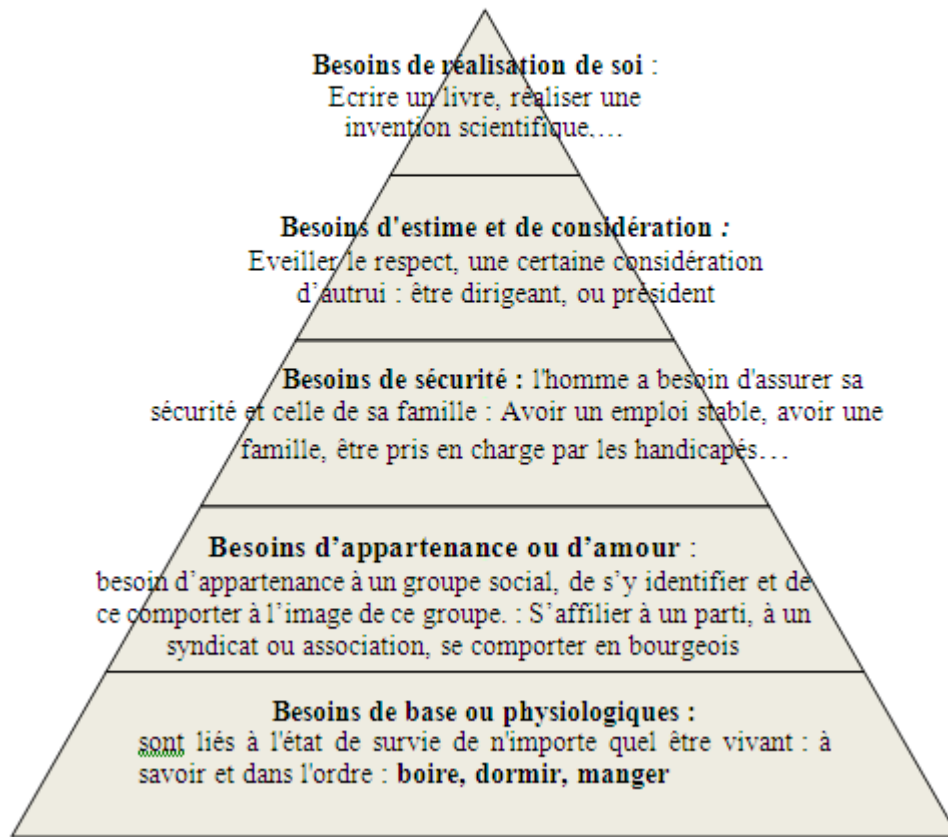 Besoins de réalisation de soi :
Ecrire un livre, réaliser une
invention scientifique,…
Besoins d'estime et de considération :
Eveiller le respect, une certaine considération
d’autrui : être dirigeant, ou président
Besoins de sécurité : l'homme a besoin d'assurer sa
sécurité et celle de sa famille : Avoir un emploi stable, avoir une
famille, être pris en charge par les handicapés…
Besoins d’appartenance ou d’amour :
besoin d’appartenance à un groupe social, de s’y identifier et de
ce comporter à l’image de ce groupe. : S’affilier à un parti, à un
syndicat ou association, se comporter en bourgeois
Besoins de base ou physiologiques :
sont liés à l'état de survie de n'importe quel être vivant : à
savoir et dans l'ordre : boire, dormir, manger